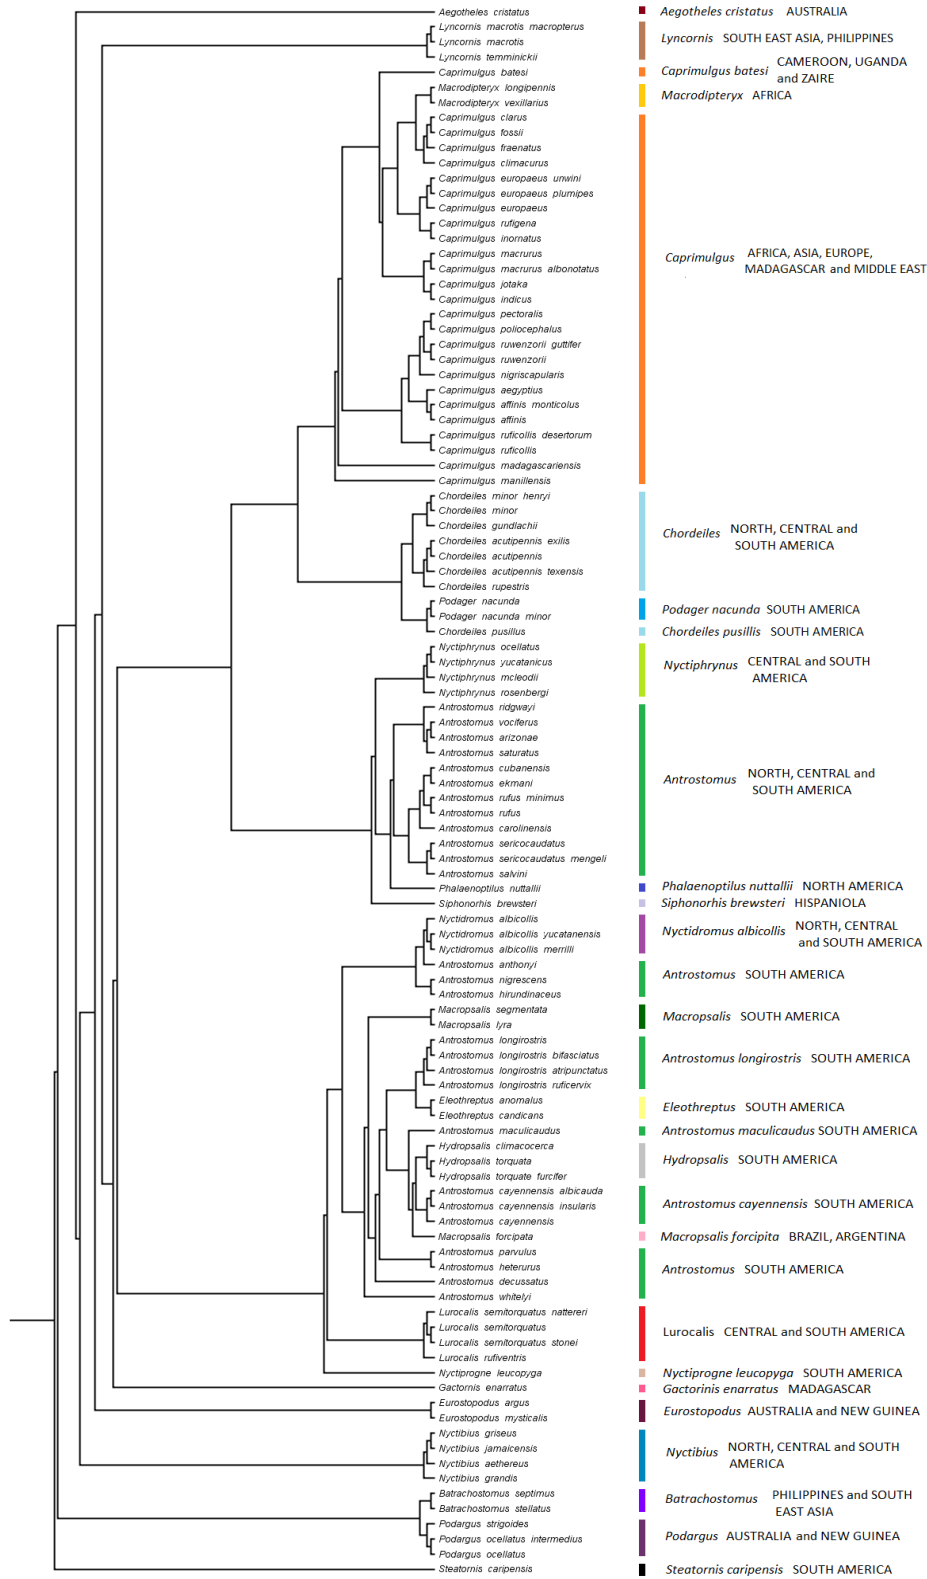 Aegotheles cristatus
Lyncornis macrotis macropterus
Lyncornis macrotis
Lyncornis temminickii
Caprimulgus batesi
Macrodipteryx longipennis
Macrodipteryx vexillarius
Caprimulgus clarus
Caprimulgus fossii
Caprimulgus fraenatus
Caprimulgus climacurus
Caprimulgus europaeus unwini
Caprimulgus europaeus plumipes
Caprimulgus europaeus
Caprimulgus rufigena
Caprimulgus inornatus
Caprimulgus macrurus
Caprimulgus macrurus albonotatus
Caprimulgus jotaka
Caprimulgus indicus
Caprimulgus pectoralis
Caprimulgus poliocephalus
Caprimulgus ruwenzorii guttifer
Caprimulgus ruwenzorii
Caprimulgus nigriscapularis
Caprimulgus aegyptius
Caprimulgus affinis monticolus
Caprimulgus affinis
Caprimulgus ruficollis desertorum
Caprimulgus ruficollis
Caprimulgus madagascariensis
Caprimulgus manillensis
Chordeiles minor henryi
Chordeiles minor
Chordeiles gundlachii
Chordeiles acutipennis exilis
Chordeiles acutipennis
Chordeiles acutipennis texensis
Chordeiles rupestris
Podager nacunda
Podager nacunda minor
Chordeiles pusillus
Nyctiphrynus ocellatus
Nyctiphrynus yucatanicus
Nyctiphrynus mcleodii
Nyctiphrynus rosenbergi
Antrostomus ridgwayi
Antrostomus vociferus
Antrostomus arizonae
Antrostomus saturatus
Antrostomus cubanensis
Antrostomus ekmani
Antrostomus rufus minimus
Antrostomus rufus
Antrostomus carolinensis
Antrostomus sericocaudatus
Antrostomus sericocaudatus mengeli
Antrostomus salvini
Phalaenoptilus nuttallii
Siphonorhis brewsteri
Nyctidromus albicollis
Nyctidromus albicollis yucatanensis
Nyctidromus albicollis merrilli
Antrostomus anthonyi
Antrostomus nigrescens
Antrostomus hirundinaceus
Macropsalis segmentata
Macropsalis lyra
Antrostomus longirostris
Antrostomus longirostris bifasciatus
Antrostomus longirostris atripunctatus
Antrostomus longirostris ruficervix
Eleothreptus anomalus
Eleothreptus candicans
Antrostomus maculicaudus
Hydropsalis climacocerca
Hydropsalis torquata
Hydropsalis torquate furcifer
Antrostomus cayennensis albicauda
Antrostomus cayennensis insularis
Antrostomus cayennensis
Macropsalis forcipata
Antrostomus parvulus
Antrostomus heterurus
Antrostomus decussatus
Antrostomus whitelyi
Lurocalis semitorquatus nattereri
Lurocalis semitorquatus
Lurocalis semitorquatus stonei
Lurocalis rufiventris
Nyctiprogne leucopyga
Gactornis enarratus
Eurostopodus argus
Eurostopodus mysticalis
Nyctibius griseus
Nyctibius jamaicensis
Nyctibius aethereus
Nyctibius grandis
Batrachostomus septimus
Batrachostomus stellatus
Podargus strigoides
Podargus ocellatus intermedius
Podargus ocellatus
Steatornis caripensis
Aegotheles cristatus AUSTRALIA
Lyncornis SOUTH EAST ASIA, PHILIPPINES
Caprimulgus batesi CAMEROON, UGANDA
and ZAIRE
Macrodipteryx AFRICA
Caprimulgus AFRICA, ASIA, EUROPE,
MADAGASCAR and MIDDLE EAST
Chordeiles NORTH, CENTRAL and
SOUTH AMERICA
Podager nacunda SOUTH AMERICA
Chordeiles pusillis SOUTH AMERICA
Nyctiphrynus CENTRAL and SOUTH
AMERICA
Antrostomus NORTH, CENTRAL and
SOUTH AMERICA
Phalaenoptilus nuttallii NORTH AMERICA
Siphonorhis brewsteri HISPANIOLA
Nyctidromus albicollis NORTH, CENTRAL
and SOUTH AMERICA
Antrostomus SOUTH AMERICA
Macropsalis SOUTH AMERICA
Antrostomus longirostris SOUTH AMERICA
Eleothreptus SOUTH AMERICA
Antrostomus maculicaudus SOUTH AMERICA
Hydropsalis SOUTH AMERICA
Antrostomus cayennensis SOUTH AMERICA
Macropsalis forcipita BRAZIL, ARGENTINA
Antrostomus SOUTH AMERICA
Lurocalis CENTRAL and SOUTH AMERICA
Nyctiprogne leucopyga SOUTH AMERICA
Gactorinis enarratus MADAGASCAR
Eurostopodus AUSTRALIA and NEW GUINEA
Nyctibius NORTH, CENTRAL and SOUTH
AMERICA
Batrachostomus PHILIPPINES and SOUTH
EAST ASIA
Podargus AUSTRALIA and NEW GUINEA
Steatornis caripensis SOUTH AMERICA